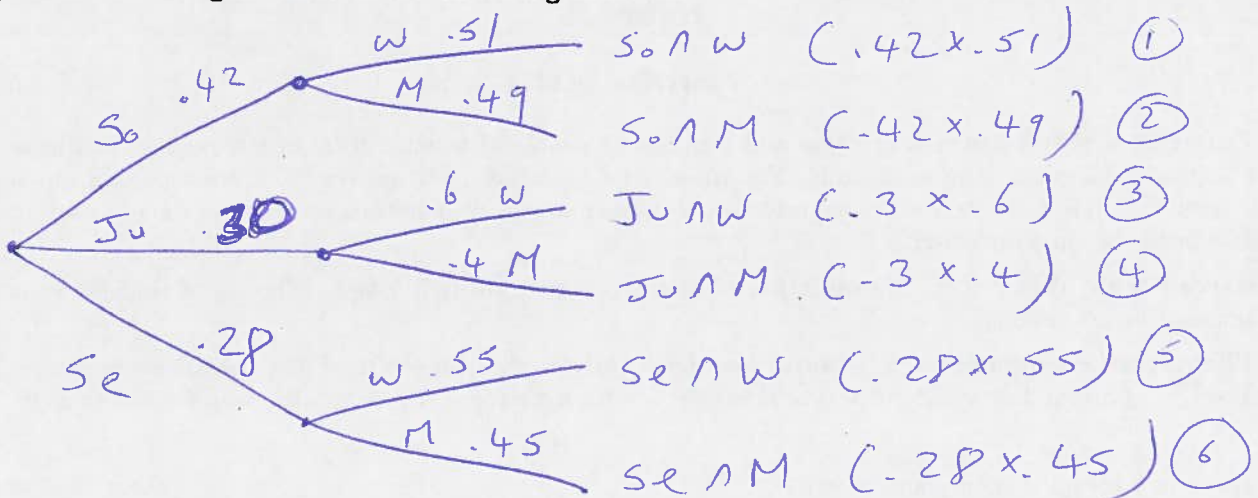 W .51 So ∩ W (.42 x .51) ①
.42
M .49 So ∩ M (.42 x .49) ②
So
.6 W Ju ∩ W (.3 x .6) ③
Ju .30
.4 M Ju ∩ M (.3 x .4) ④
.28
Se W .55 Se ∩ W (.28 x .55) ⑤
M .45 Se ∩ M (.28 x .45) ⑥